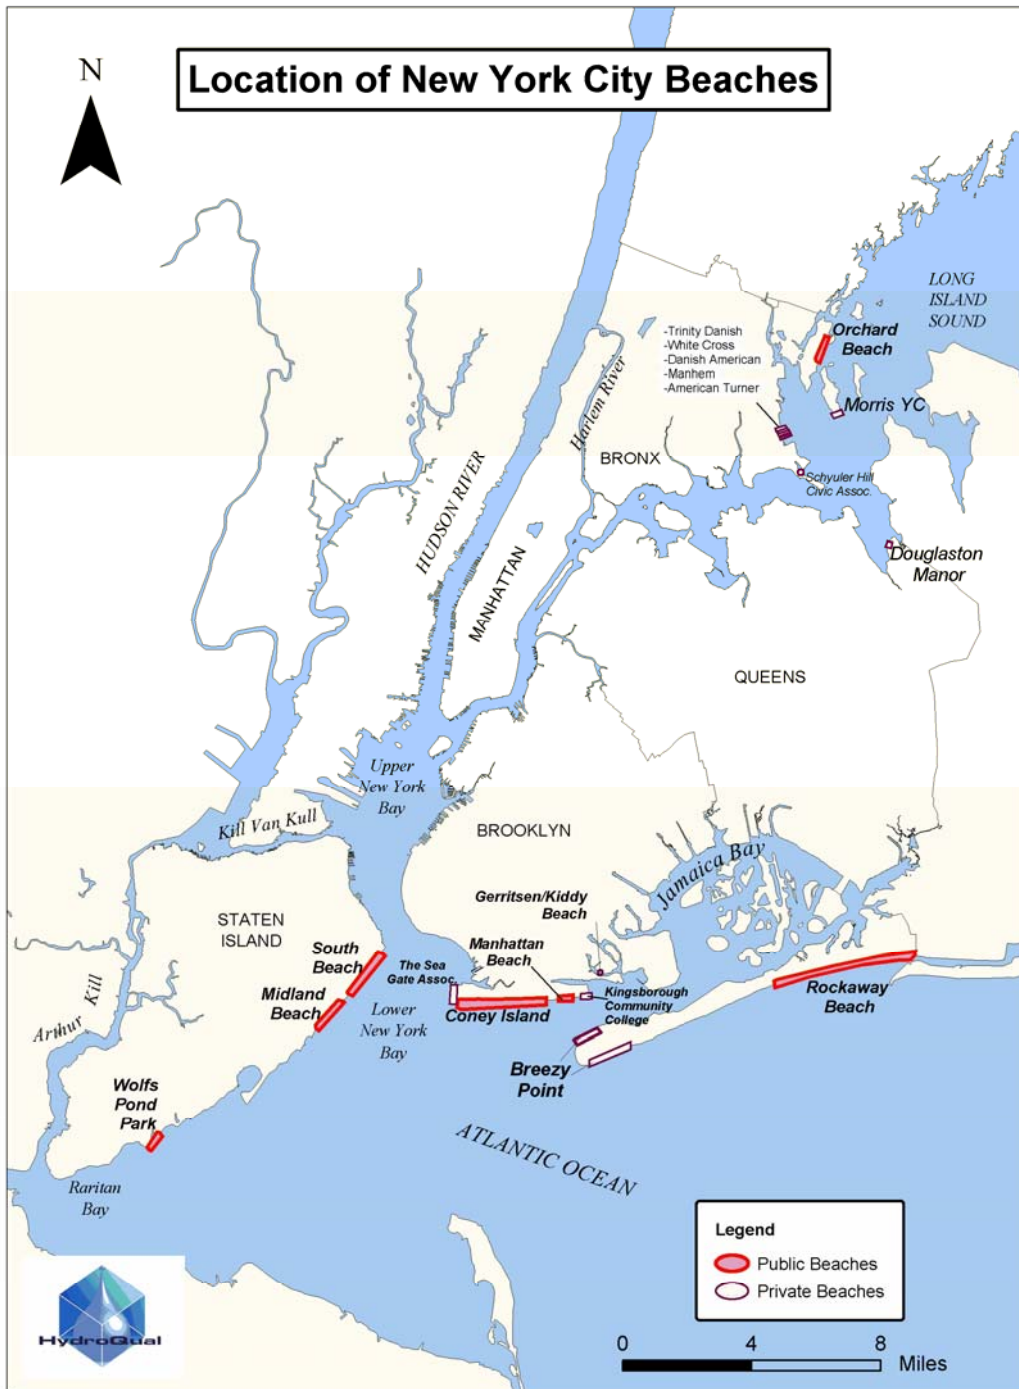 Location of New York City Beaches
N
LONG
ISLAND
SOUND
Orchard
Beach
-Trinity Danish
-White Cross
-Danish American
-Manhem
-American Turner
Morris YC
Harlem River
BRONX
Schyuler Hill
Civic Assoc.
HUDSON RIVER
MANHATTAN
Douglaston
Manor
QUEENS
Upper
New York
Bay
Kill Van Kull
BROOKLYN
Jamaica Bay
Gerritsen/Kiddy
Beach
STATEN
ISLAND
South
Beach
Manhattan
Beach
The Sea
Gate Assoc.
Midland
Beach
Kingsborough
Community
College
Rockaway
Beach
Coney Island
Arthur Kill
Lower
New York
Bay
Breezy
Point
Wolfs
Pond
Park
ATLANTIC OCEAN
Raritan
Bay
Legend
Public Beaches
Private Beaches
HydroQual
0 4 8 Miles